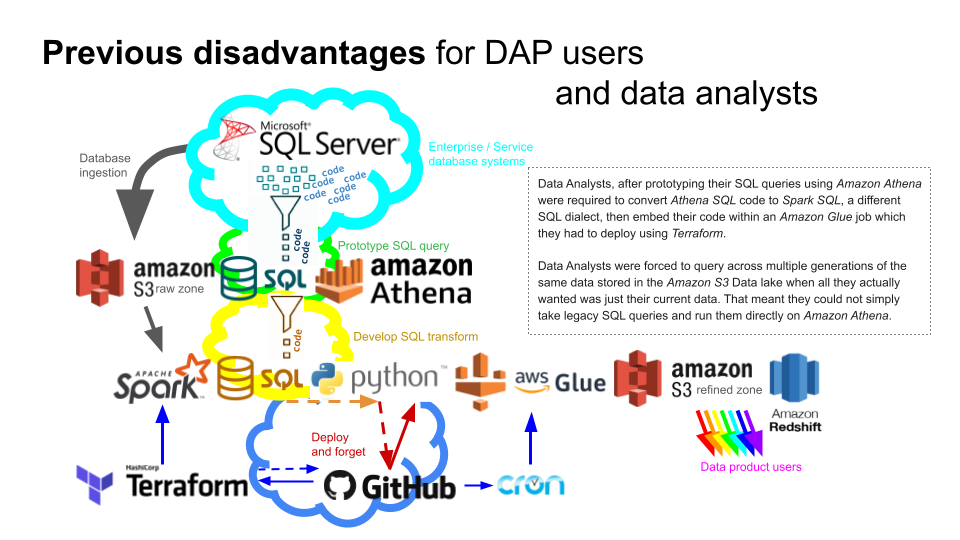 Previous disadvantages for DAP users
and data analysts
Microsoft®
SQL Server®
Enterprise / Service
database systems
Database
ingestion
code
code
code
code
code
code
code
code
Data Analysts, after prototyping their SQL queries using Amazon Athena
were required to convert Athena SQL code to Spark SQL, a different
SQL dialect, then embed their code within an Amazon Glue job which
they had to deploy using Terraform.
Data Analysts were forced to query across multiple generations of the
same data stored in the Amazon S3 Data lake when all they actually
wanted was just their current data. That meant they could not simply
take legacy SQL queries and run them directly on Amazon Athena.
Prototype SQL query
amazon
S3 raw zone
SQL
amazon
Athena
code
Develop SQL transform
APACHE
Spark™
SQL
python™
aws
Glue
amazon
S3 refined zone
Amazon
Redshift
Data product users
Deploy
and forget
HashiCorp
Terraform
GitHub
cron